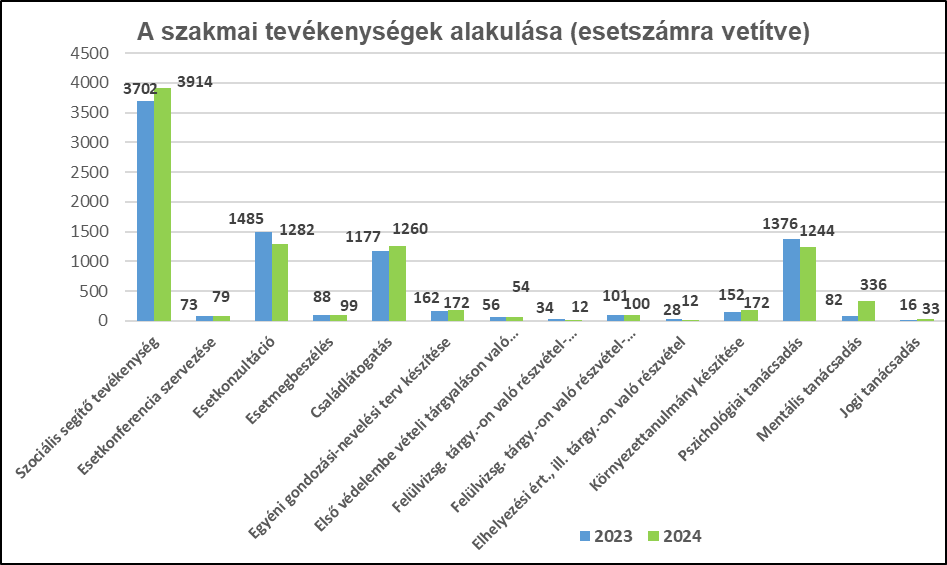 A szakmai tevékenységek alakulása (esetszámra vetítve)
4500
4000
3500
3000
2500
2000
1500
1000
500
0
3702 3914
73 79
1485 1282
88 99
1177 1260
162 172
56 54
34 12
101 100
28 12
152 172
1376 1244
82 336
16 33
Szociális segítő tevékenység
Esetkonferencia szervezése
Esetkonzultáció
Esetmegbeszélés
Családlátogatás
Egyéni gondozási-nevelési terv készítése
Első védelembe vételi tárgyaláson való...
Felülvizsg. tárgy.-on való részvétel-...
Felülvizsg. tárgy.-on való részvétel-...
Elhelyezési ért., ill. tárgy.-on való részvétel
Környezettanulmány készítése
Pszichológiai tanácsadás
Mentális tanácsadás
Jogi tanácsadás
2023 2024